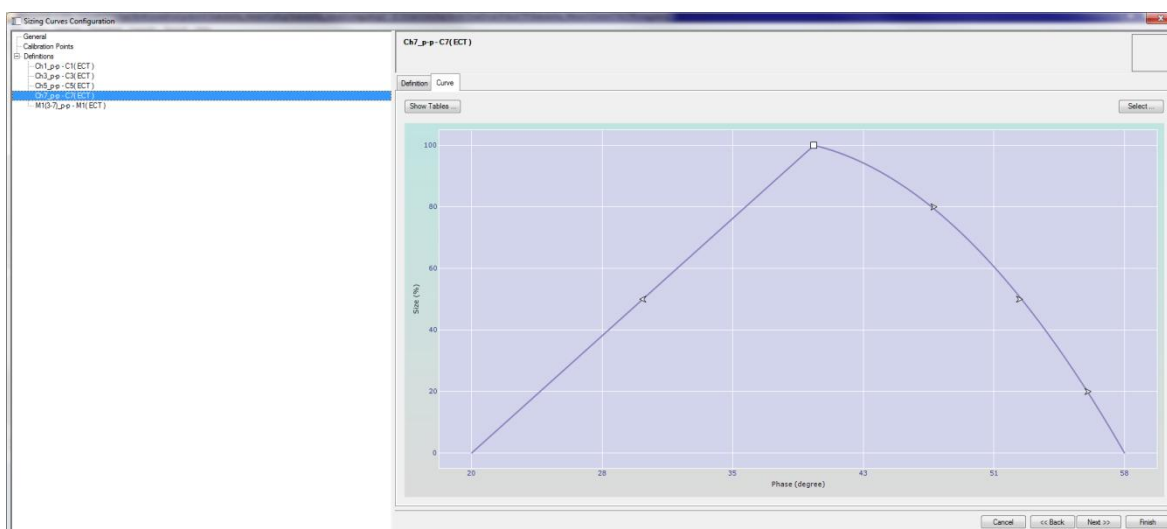 Sizing Curves Configuration
General
Calibration Points
Definitions
Ch1_p-p - C1( ECT )
Ch3_p-p - C3( ECT )
Ch5_p-p - C5( ECT )
Ch7_p-p - C7( ECT )
M1(3-7)_p-p - M1( ECT )
Ch7_p-p - C7( ECT )
Definition Curve
Show Tables ... Select ...
100
80
60
40
20
0
Size (%)
20 28 35 43 51 58
Phase (degree)
Cancel << Back Next >> Finish